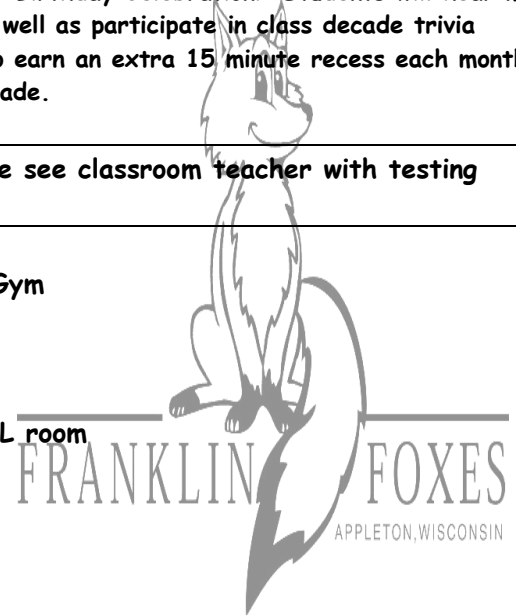 well as participate in class decade trivia
earn an extra 15 minute recess each month
ade.
e see classroom teacher with testing
Gym
L room
FRANKLIN FOXES
APPLETON, WISCONSIN